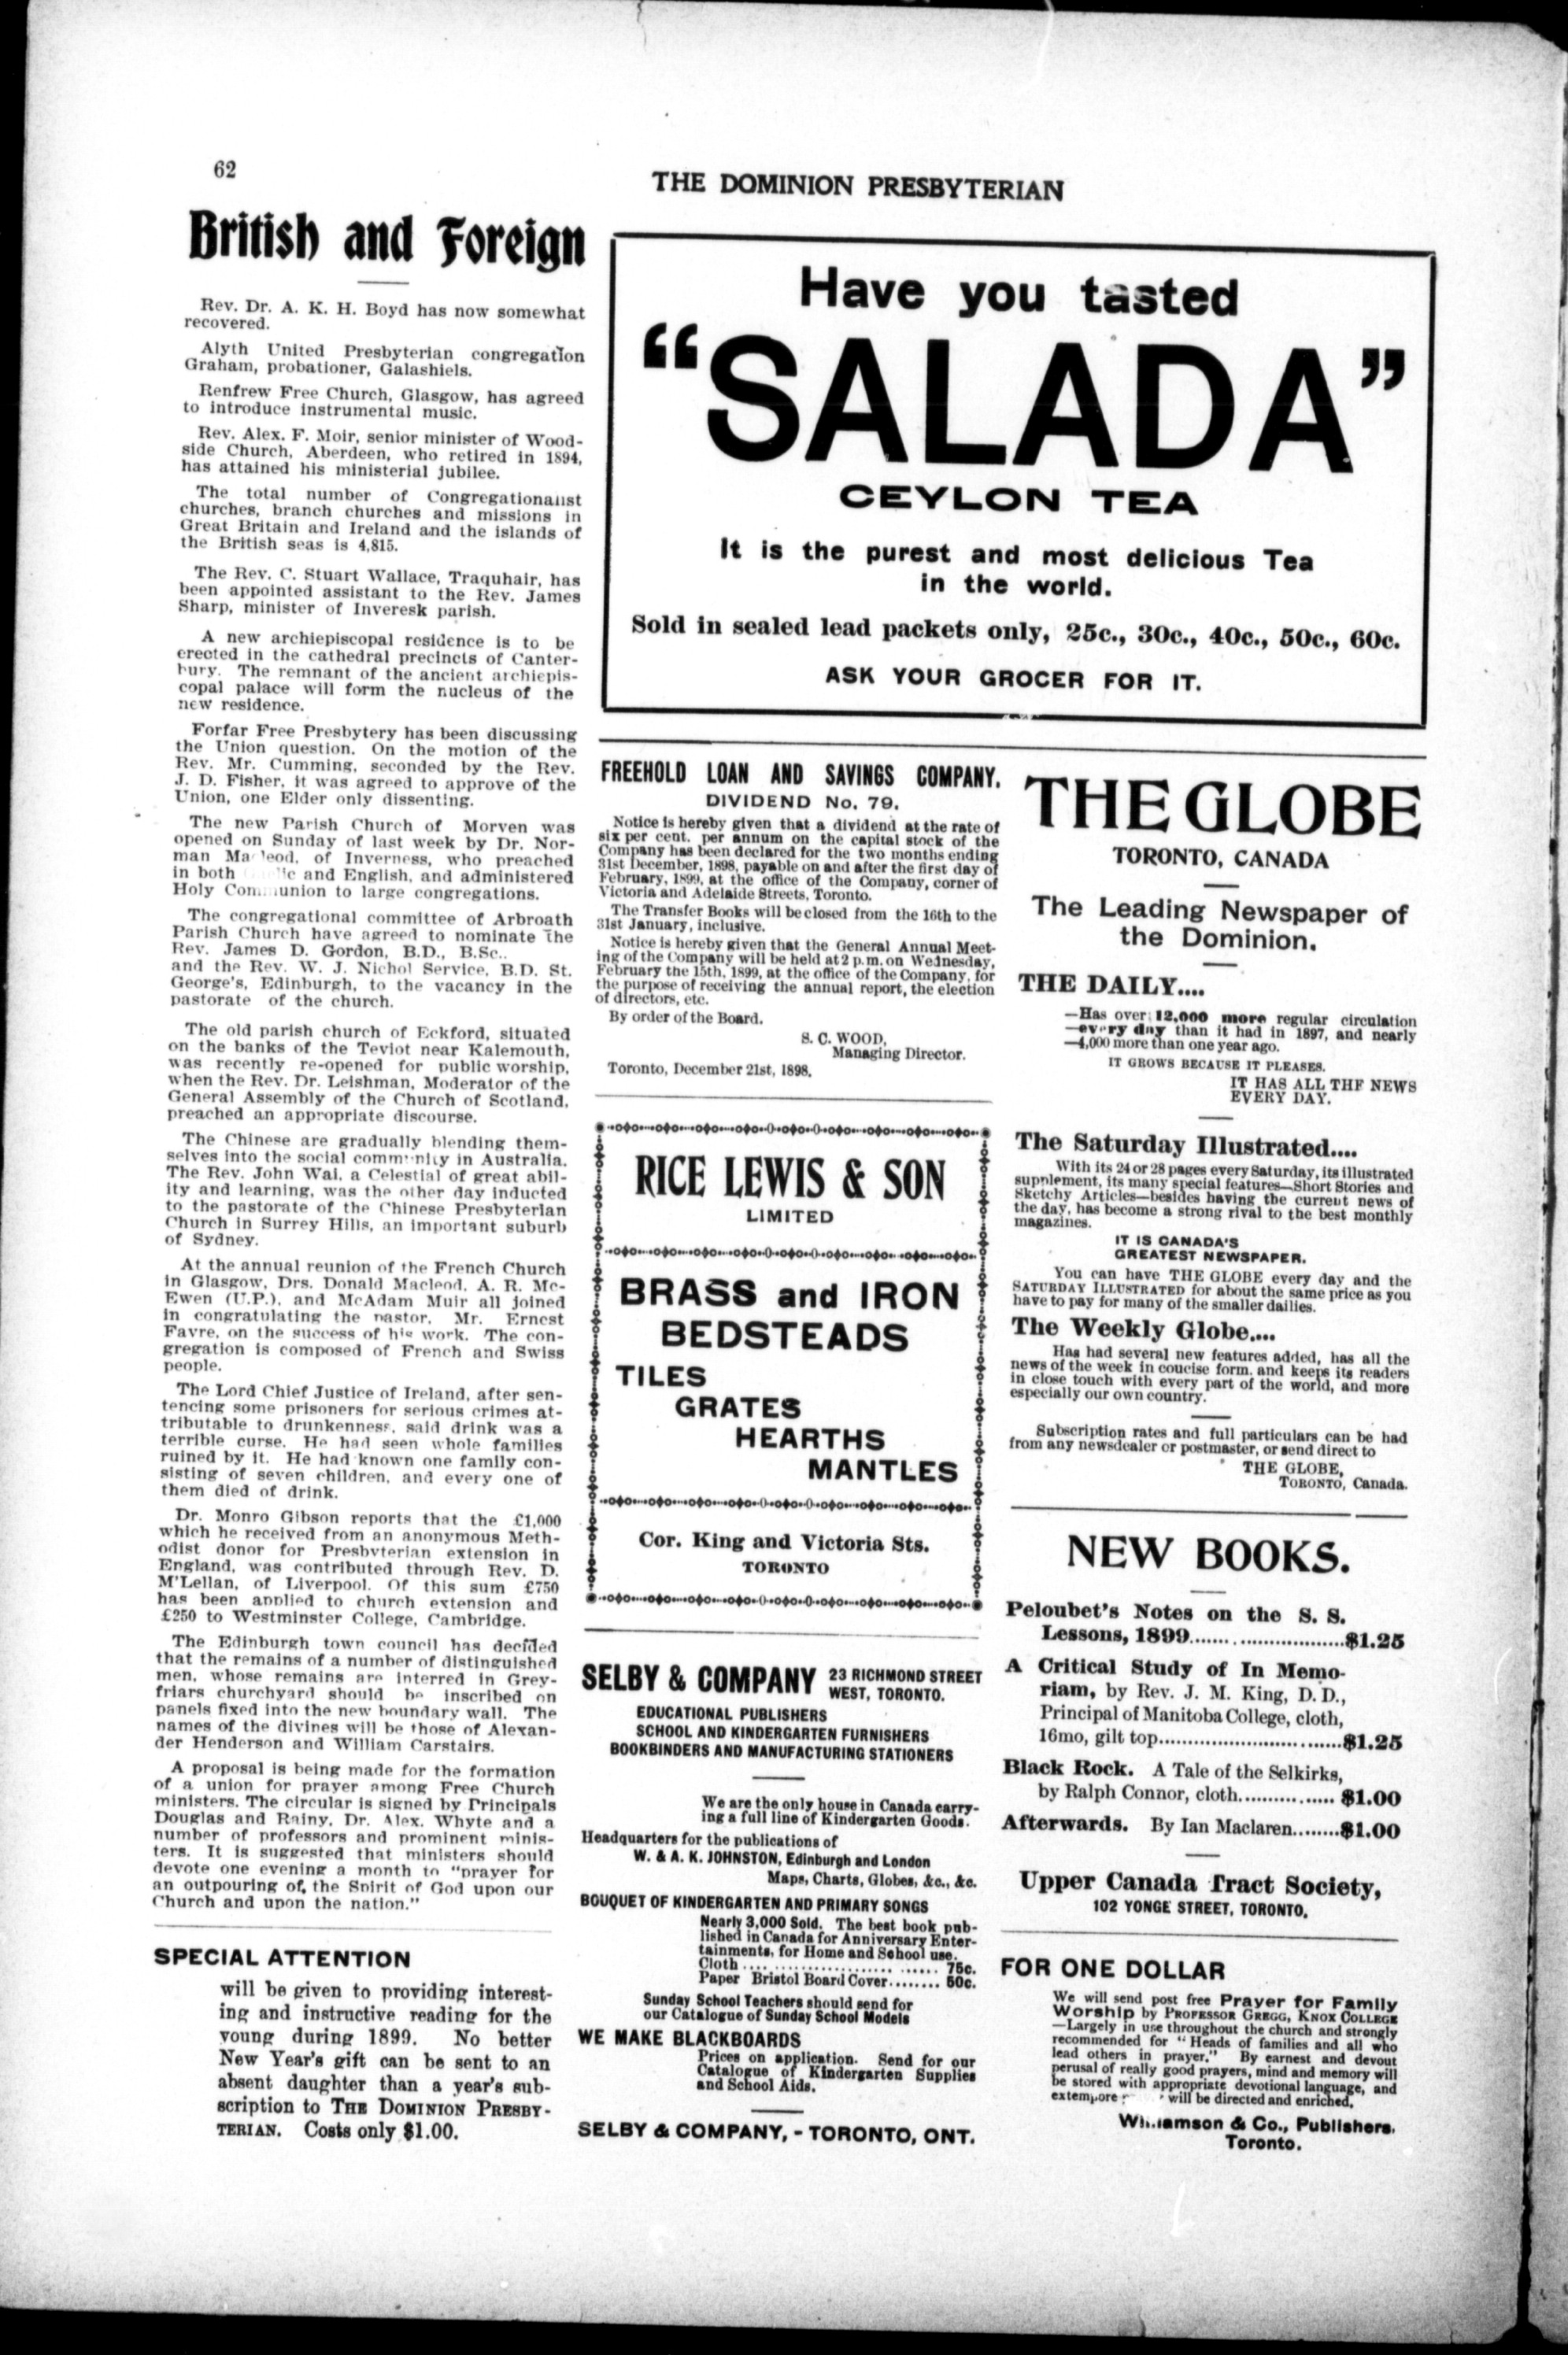 62
THE DOMINION PRESBYTERIAN
British and Foreign
Rev. Dr. A. K. H. Boyd has now somewhat
recovered.
Alyth United Presbyterian congregation
Graham, probationer, Galashiels.
Renfrew Free Church, Glasgow, has agreed
to introduce instrumental music.
Rev. Alex. F. Moir, senior minister of Wood-
side Church, Aberdeen, who retired in 1894,
has attained his ministerial jubilee.
The total number of Congregationalist
churches, branch churches and missions in
Great Britain and Ireland and the islands of
the British seas is 4,815.
The Rev. C. Stuart Wallace, Traquhair, has
been appointed assistant to the Rev. James
Sharp, minister of Inveresk parish.
A new archiepiscopal residence is to be
erected in the cathedral precincts of Canter-
bury. The remnant of the ancient archiepis-
copal palace will form the nucleus of the
new residence.
Forfar Free Presbytery has been discussing
the Union question. On the motion of the
Rev. Mr. Cumming, seconded by the Rev.
J. D. Fisher, it was agreed to approve of the
Union, one Elder only dissenting.
The new Parish Church of Morven was
opened on Sunday of last week by Dr. Nor-
man of Inverness, who preached
in both and English, and administered
Holy Communion to large congregations.
The congregational committee of Arbroath
Parish Church have agreed to nominate the
Rev. James D. Gordon, B.D., B.Sc..
and the Rev. W. J. Nichol Service, B.D. St.
George's, Edinburgh, to the vacancy in the
pastorate of the church.
The old parish church of Eckford, situated
on the banks of the Teviot near Kalemouth,
was recently re-opened for public worship,
when the Rev. Dr. Leishman, Moderator of the
General Assembly of the Church of Scotland,
preached an appropriate discourse.
The Chinese are gradually blending them-
selves into the social community in Australia.
The Rev. John Wai, a Celestial of great abil-
ity and learning, was the other day inducted
to the pastorate of the Chinese Presbyterian
Church in Surrey Hills, an important suburb
of Sydney.
At the annual reunion of the French Church
in Glasgow, Drs. Donald Macleod, A. R. Mc-
Ewen (U.P.), and McAdam Muir all joined
in congratulating the pastor, Mr. Ernest
Favre, on the success of his work. The con-
gregation is composed of French and Swiss
people.
The Lord Chief Justice of Ireland, after sen-
tencing some prisoners for serious crimes at-
tributable to drunkenness, said drink was a
terrible curse. He had seen whole families
ruined by it. He had known one family con-
sisting of seven children, and every one of
them died of drink.
Dr. Monro Gibson reports that the £1,000
which he received from an anonymous Meth-
odist donor for Presbyterian extension in
England, was contributed through Rev. D.
M'Lellan, of Liverpool. Of this sum £750
has been applied to church extension and
£250 to Westminster College, Cambridge.
The Edinburgh town council has decided
that the remains of a number of distinguished
men, whose remains are interred in Grey-
friars churchyard should be inscribed on
panels fixed into the new boundary wall. The
names of the divines will be those of Alexan-
der Henderson and William Carstairs.
A proposal is being made for the formation
of a union for prayer among Free Church
ministers. The circular is signed by Principals
Douglas and Rainy, Dr. Alex. Whyte and a
number of professors and prominent minis-
ters. It is suggested that ministers should
devote one evening a month to "prayer for
an outpouring of, the Spirit of God upon our
Church and upon the nation."
SPECIAL ATTENTION
will be given to providing interest-
ing and instructive reading for the
young during 1899. No better
New Year's gift can be sent to an
absent daughter than a year's sub-
scription to THE DOMINION PRESBY-
TERIAN. Costs only $1.00.
Have you tasted
"SALADA"
CEYLON TEA
It is the purest and most delicious Tea
in the world.
Sold in sealed lead packets only, 25c., 30c., 40c., 50c., 60c.
ASK YOUR GROCER FOR IT.
FREEHOLD LOAN AND SAVINGS COMPANY.
DIVIDEND No. 79.
Notice is hereby given that a dividend at the rate of
six per cent. per annum on the capital stock of the
Company has been declared for the two months ending
31st December, 1898, payable on and after the first day of
February, 1899, at the office of the Company, corner of
Victoria and Adelaide Streets, Toronto.
The Transfer Books will be closed from the 16th to the
31st January, inclusive.
Notice is hereby given that the General Annual Meet-
ing of the Company will be held at 2 p.m. on Wednesday,
February the 15th, 1899, at the office of the Company, for
the purpose of receiving the annual report, the election
of directors, etc.
By order of the Board.
S. C. WOOD,
Managing Director.
Toronto, December 21st, 1898.
RICE LEWIS & SON
LIMITED
BRASS and IRON
BEDSTEADS
TILES
GRATES
HEARTHS
MANTLES
Cor. King and Victoria Sts.
TORONTO
SELBY & COMPANY 23 RICHMOND STREET
WEST, TORONTO.
EDUCATIONAL PUBLISHERS
SCHOOL AND KINDERGARTEN FURNISHERS
BOOKBINDERS AND MANUFACTURING STATIONERS
We are the only house in Canada carry-
ing a full line of Kindergarten Goods.
Headquarters for the publications of
W. & A. K. JOHNSTON, Edinburgh and London
Maps, Charts, Globes, &c., &c.
BOUQUET OF KINDERGARTEN AND PRIMARY SONGS
Nearly 3,000 Sold. The best book pub-
lished in Canada for Anniversary Enter-
tainments, for Home and School use.
Cloth .... ...................... ...... 75c.
Paper Bristol Board Cover........ 50c.
Sunday School Teachers should send for
our Catalogue of Sunday School Models
WE MAKE BLACKBOARDS
Prices on application. Send for our
Catalogue of Kindergarten Supplies
and School Aids.
SELBY & COMPANY, - TORONTO, ONT.
THE GLOBE
TORONTO, CANADA
The Leading Newspaper of
the Dominion.
THE DAILY....
—Has over 12,000 more regular circulation
—every day than it had in 1897, and nearly
—4,000 more than one year ago.
IT GROWS BECAUSE IT PLEASES.
IT HAS ALL THE NEWS
EVERY DAY.
The Saturday Illustrated....
With its 24 or 28 pages every Saturday, its illustrated
supplement, its many special features—Short Stories and
Sketchy Articles—besides having the current news of
the day, has become a strong rival to the best monthly
magazines.
IT IS CANADA'S
GREATEST NEWSPAPER.
You can have THE GLOBE every day and the
SATURDAY ILLUSTRATED for about the same price as you
have to pay for many of the smaller dailies.
The Weekly Globe....
Has had several new features added, has all the
news of the week in concise form, and keeps its readers
in close touch with every part of the world, and more
especially our own country.
Subscription rates and full particulars can be had
from any newsdealer or postmaster, or send direct to
THE GLOBE,
TORONTO, Canada.
NEW BOOKS.
Peloubet's Notes on the S. S.
Lessons, 1899...........................$1.25
A Critical Study of In Memo-
riam, by Rev. J. M. King, D. D.,
Principal of Manitoba College, cloth,
16mo, gilt top................................$1.25
Black Rock. A Tale of the Selkirks,
by Ralph Connor, cloth................ $1.00
Afterwards. By Ian Maclaren........$1.00
Upper Canada Tract Society,
102 YONGE STREET, TORONTO.
FOR ONE DOLLAR
We will send post free Prayer for Family
Worship by PROFESSOR GREGG, KNOX COLLEGE
—Largely in use throughout the church and strongly
recommended for "Heads of families and all who
lead others in prayer." By earnest and devout
perusal of really good prayers, mind and memory will
be stored with appropriate devotional language, and
extempore will be directed and enriched.
Williamson & Co., Publishers.
Toronto.